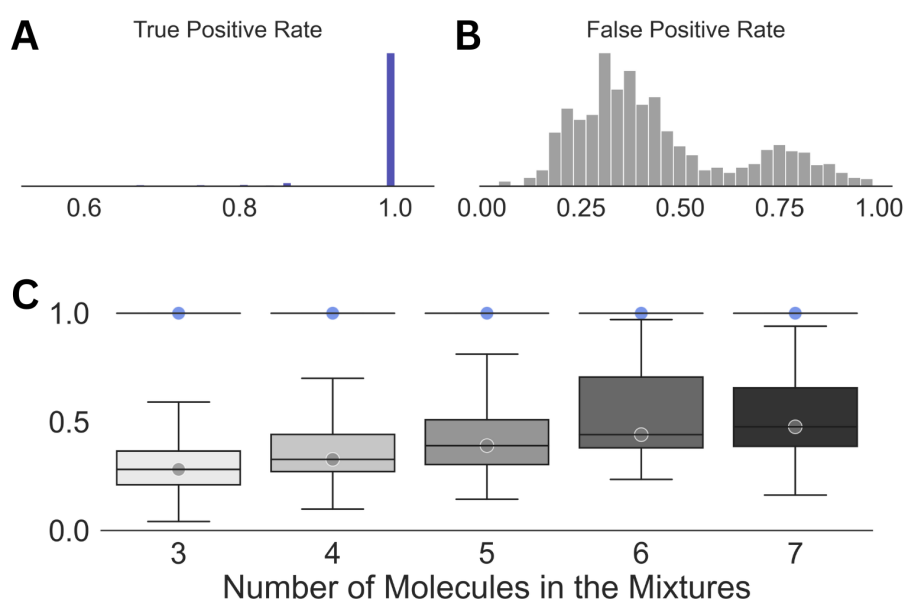 A
True Positive Rate
0.6 0.8 1.0
B
False Positive Rate
0.00 0.25 0.50 0.75 1.00
C
1.0
0.5
0.0
3 4 5 6 7
Number of Molecules in the Mixtures